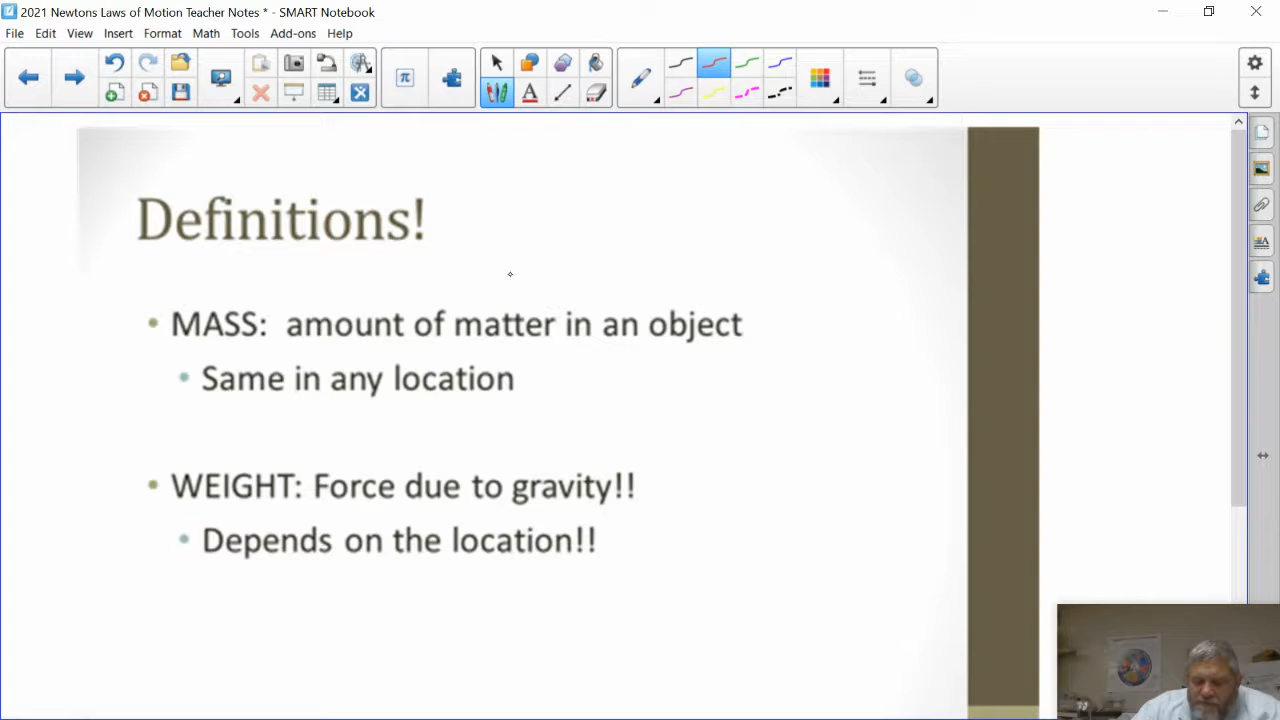 2021 Newtons Laws of Motion Teacher Notes * - SMART Notebook
File Edit View Insert Format Math Tools Add-ons Help
π
A
Definitions!
• MASS: amount of matter in an object
• Same in any location
• WEIGHT: Force due to gravity!!
• Depends on the location!!